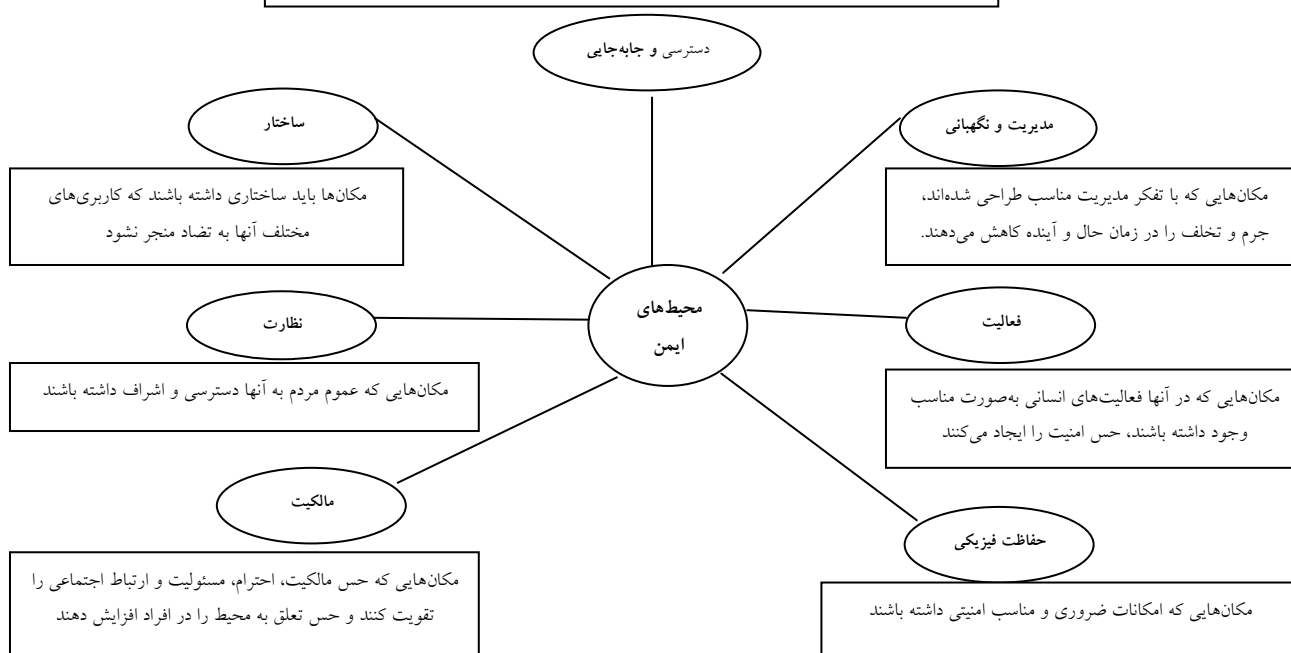 دسترسی و جابه‌جایی
مدیریت و نگهبانی
مکان‌هایی که با تفکر مدیریت مناسب طراحی شده‌اند،
جرم و تخلف را در زمان حال و آینده کاهش می‌دهند.
ساختار
مکان‌ها باید ساختاری داشته باشند که کاربری‌های
مختلف آنها به تضاد منجر نشود
محیط‌های
ایمن
فعالیت
مکان‌هایی که در آنها فعالیت‌های انسانی به‌صورت مناسب
وجود داشته باشند، حس امنیت را ایجاد می‌کنند
نظارت
مکان‌هایی که عموم مردم به آنها دسترسی و اشراف داشته باشند
حفاظت فیزیکی
مکان‌هایی که امکانات ضروری و مناسب امنیتی داشته باشند
مالکیت
مکان‌هایی که حس مالکیت، احترام، مسئولیت و ارتباط اجتماعی را
تقویت کنند و حس تعلق به محیط را در افراد افزایش دهند